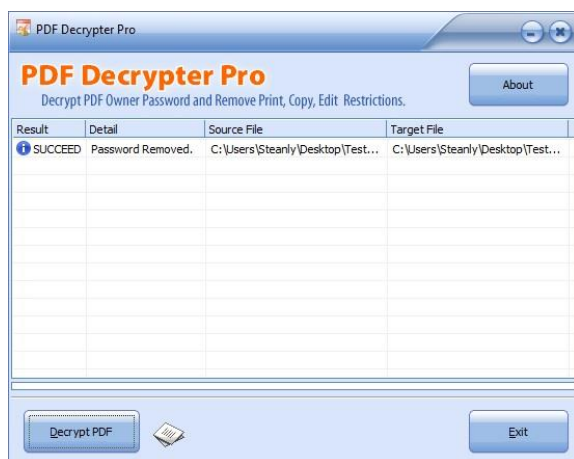 PDF Decrypter Pro
PDF Decrypter Pro
About
Decrypt PDF Owner Password and Remove Print, Copy, Edit Restrictions.
Result Detail Source File Target File
SUCCEED Password Removed. C:\Users\Steanly\Desktop\Test... C:\Users\Steanly\Desktop\Test...
Decrypt PDF Exit